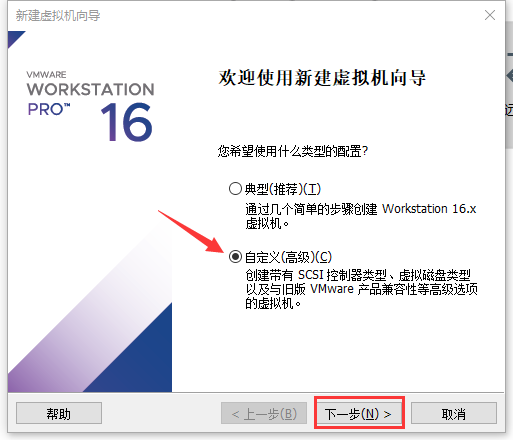 新建虚拟机向导
VMWARE
WORKSTATION
PRO™ 16
欢迎使用新建虚拟机向导
您希望使用什么类型的配置?
典型(推荐)(T)
通过几个简单的步骤创建 Workstation 16.x
虚拟机。
自定义(高级)(C)
创建带有 SCSI 控制器类型、虚拟磁盘类型
以及与旧版 VMware 产品兼容性等高级选项
的虚拟机。
帮助
< 上一步(B)
下一步(N) >
取消